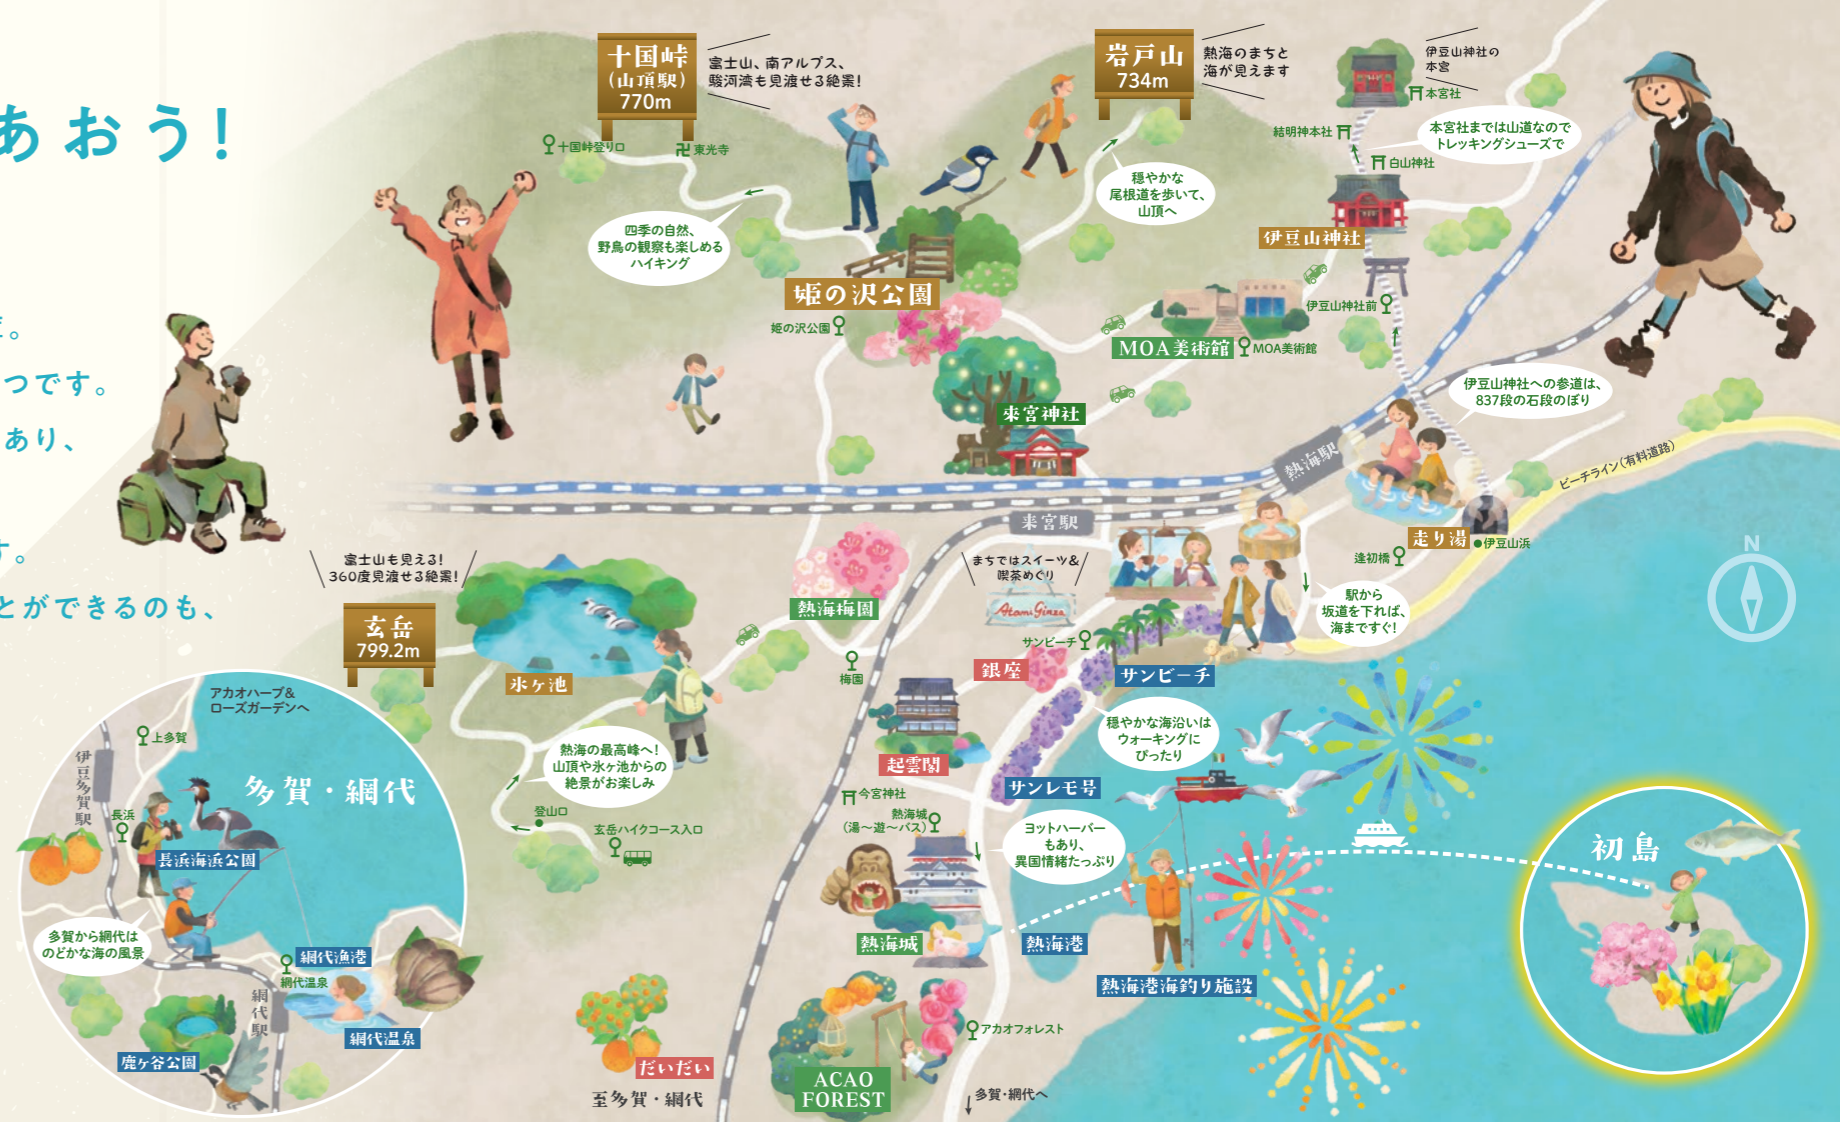 あおう!
。
つです。
あり、
す。
とができるのも、
十国峠
(山頂駅)
770m
富士山、南アルプス、
駿河湾も見渡せる絶景!
十国峠登り口
東光寺
四季の自然、
野鳥の観察も楽しめる
ハイキング
岩戸山
734m
熱海のまちと
海が見えます
穏やかな
尾根道を歩いて、
山頂へ
伊豆山神社の
本宮
本宮社
結明神本社
本宮社までは山道なので
トレッキングシューズで
白山神社
伊豆山神社
伊豆山神社前
姫の沢公園
姫の沢公園
MOA美術館
MOA美術館
来宮神社
伊豆山神社への参道は、
837段の石段のぼり
熱海駅
ビーチライン(有料道路)
来宮駅
走り湯
伊豆山浜
逢初橋
駅から
坂道を下れば、
海まですぐ!
まちではスイーツ&
喫茶めぐり
Atami Ginza
サンビーチ
銀座
サンビーチ
穏やかな海沿いは
ウォーキングに
ぴったり
富士山も見える!
360度見渡せる絶景!
玄岳
799.2m
氷ヶ池
熱海梅園
梅園
熱海の最高峰へ!
山頂や氷ヶ池からの
絶景がお楽しみ
登山口
玄岳ハイクコース入口
起雲閣
今宮神社
熱海城
(湯〜遊〜バス)
サンレモ号
ヨットハーバー
もあり、
異国情緒たっぷり
熱海城
熱海港
熱海港海釣り施設
アカオフォレスト
ACAO
FOREST
多賀・網代へ
だいだい
至多賀・網代
N
初島
アカオハーブ&
ローズガーデンへ
上多賀
伊豆多賀駅
多賀・網代
長浜
長浜海浜公園
多賀から網代は
のどかな海の風景
網代漁港
網代温泉
網代駅
網代温泉
鹿ヶ谷公園